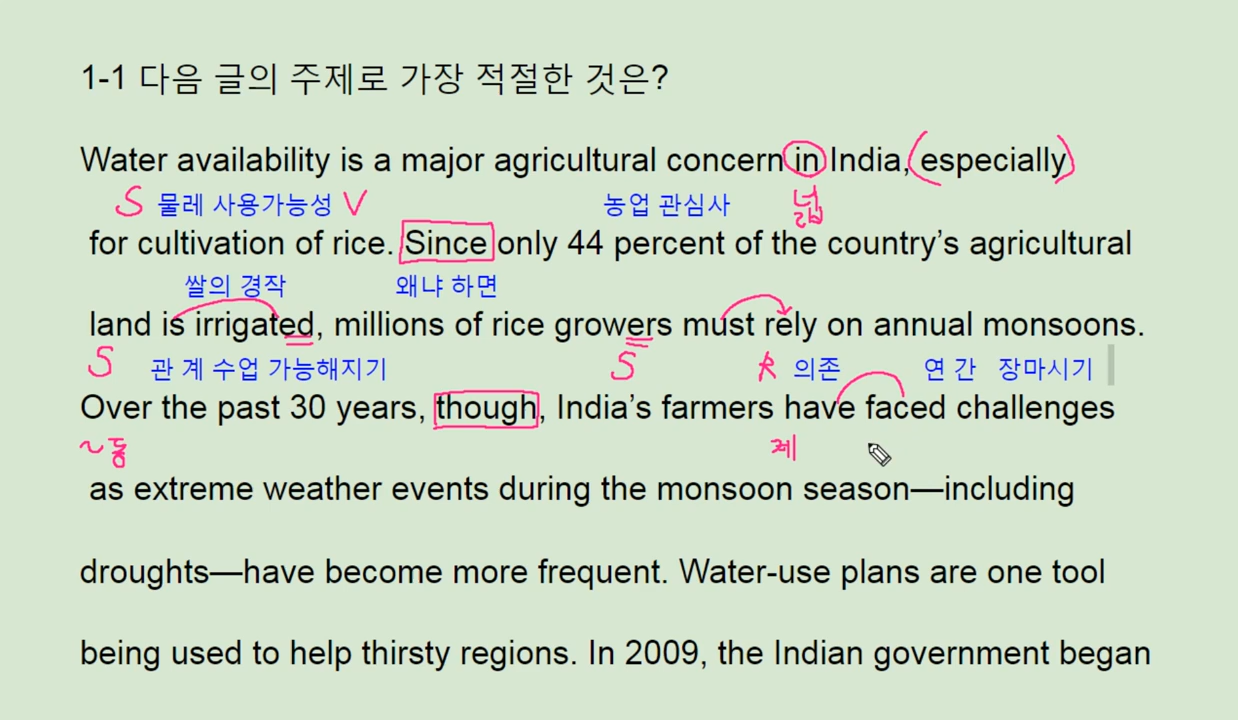 1-1 다음 글의 주제로 가장 적절한 것은?
Water availability is a major agricultural concern in India, (especially)
S 물레 사용가능성 V 농업 관심사 넓
for cultivation of rice. Since only 44 percent of the country's agricultural
쌀의 경작 왜냐 하면
land is irrigated, millions of rice growers must rely on annual monsoons.
S 관 계 수업 가능해지기 S R 의존 연 간 장마시기
Over the past 30 years, though, India's farmers have faced challenges
~동 제
as extreme weather events during the monsoon season—including
droughts—have become more frequent. Water-use plans are one tool
being used to help thirsty regions. In 2009, the Indian government began